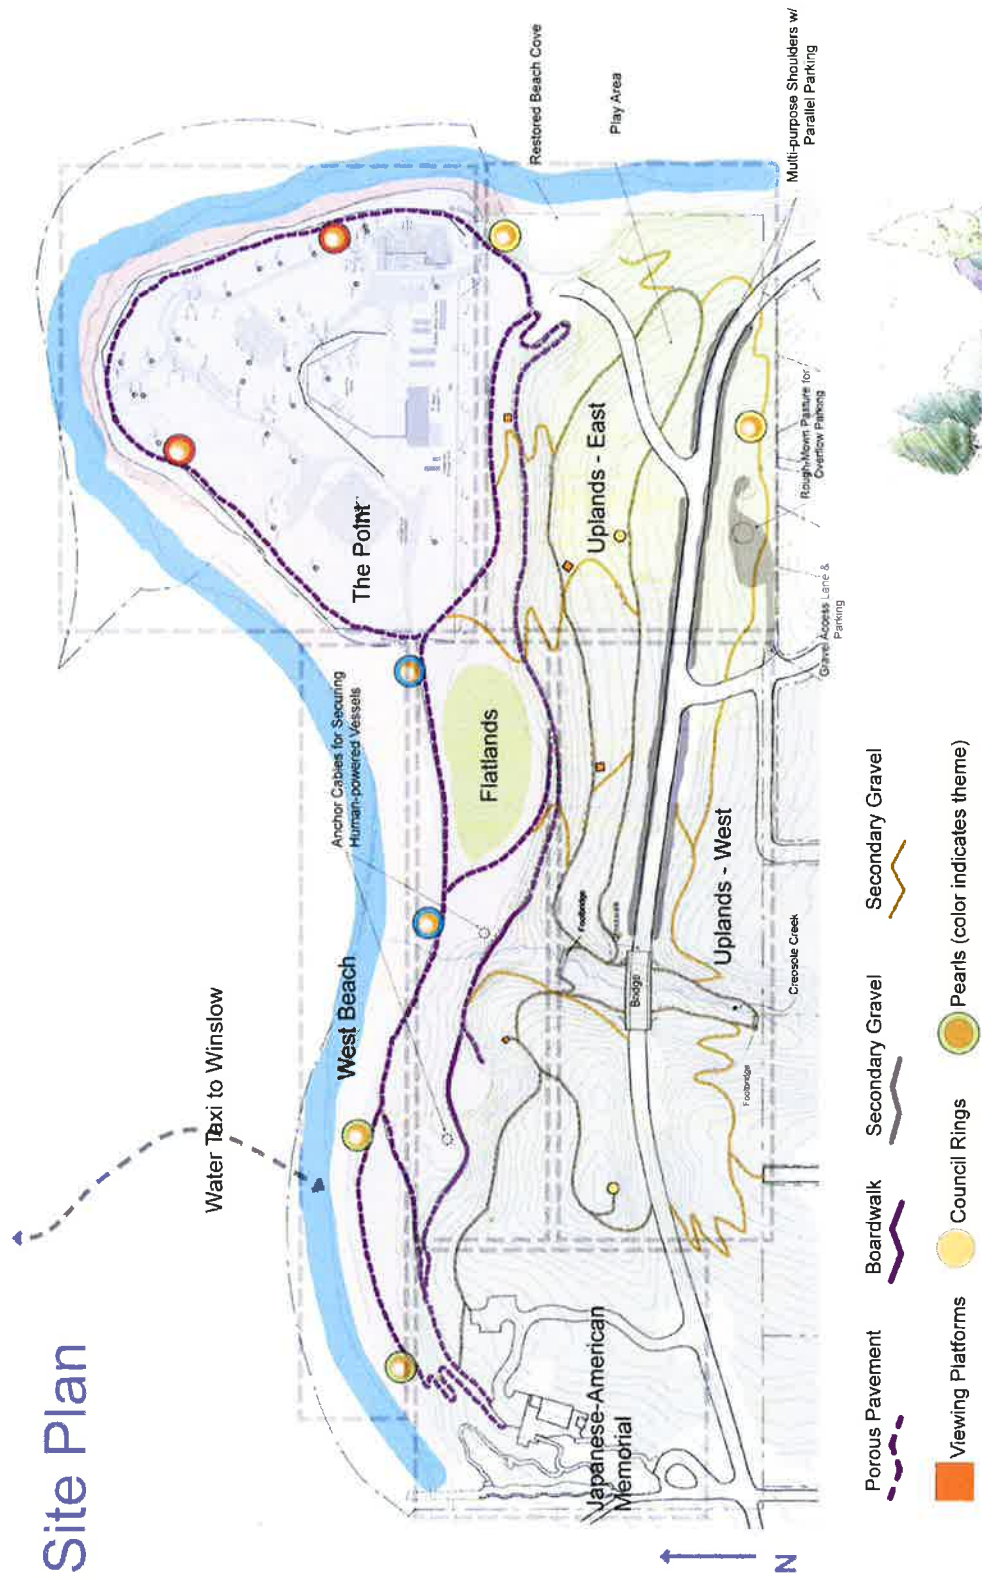 Site Plan
Water Taxi to Winslow
West Beach
Anchor Cables for Securing
Human-powered Vessels
The Point
Flatlands
Restored Beach Cove
Play Area
Multi-purpose Shoulders w/
Parallel Parking
Uplands - East
Rough-Mown Pasture for
Overflow Parking
Gravel Access Lane &
Parking
Footbridge
Bridge
Uplands - West
Creosote Creek
Footbridge
Japanese-American
Memorial
N
Porous Pavement
Boardwalk
Secondary Gravel
Secondary Gravel
Viewing Platforms
Council Rings
Pearls (color indicates theme)